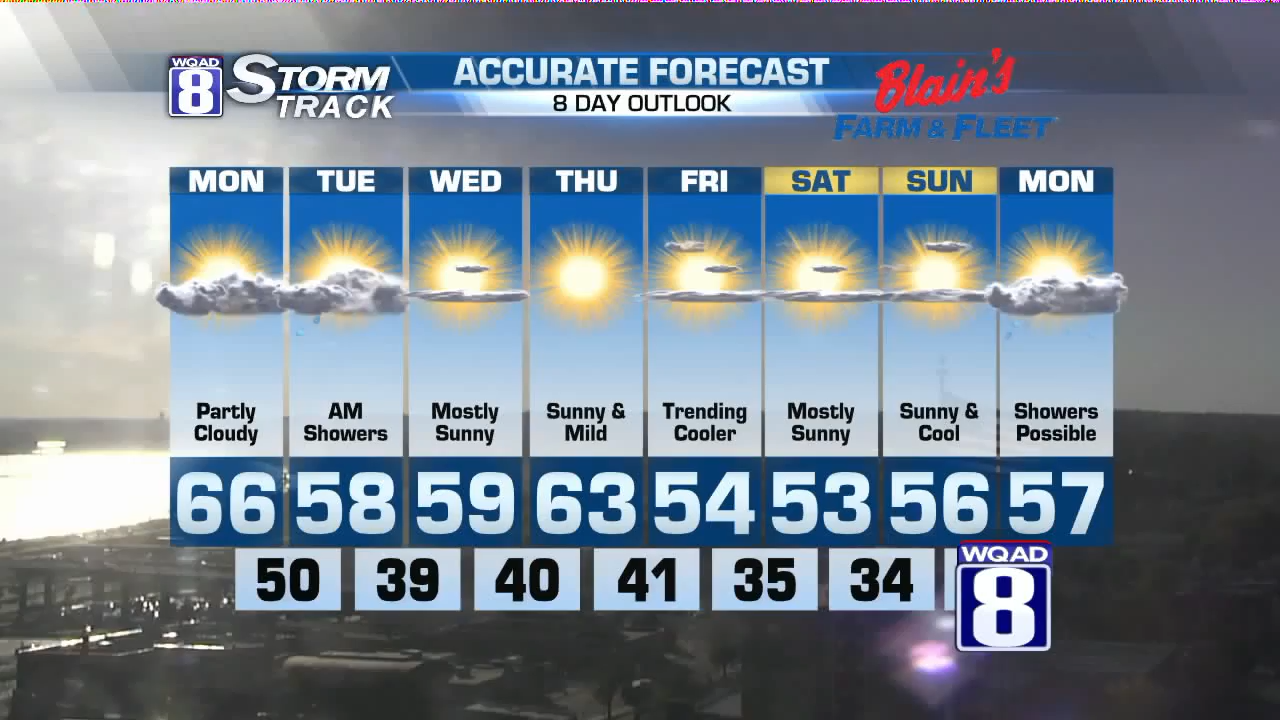 WQAD
8
STORM
TRACK
ACCURATE FORECAST
8 DAY OUTLOOK
Blain's
FARM & FLEET
MON TUE WED THU FRI SAT SUN MON
Partly AM Mostly Sunny & Trending Mostly Sunny & Showers
Cloudy Showers Sunny Mild Cooler Sunny Cool Possible
66 58 59 63 54 53 56 57
50 39 40 41 35 34
WQAD
8